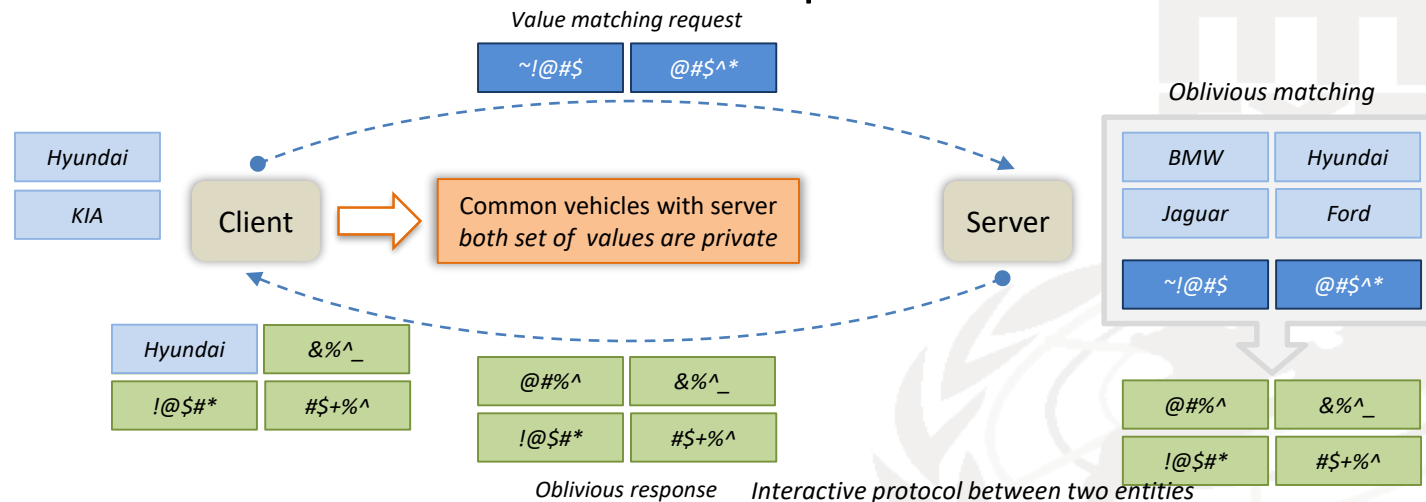 Value matching request
~!@#$ @#$^*
Oblivious matching
Hyundai
KIA
Client
Common vehicles with server
both set of values are private
Server
BMW Hyundai
Jaguar Ford
~!@#$ @#$^*
Hyundai &%^_
!@$#* #$+%^
@#%^ &%^_
!@$#* #$+%^
@#%^ &%^_
!@$#* #$+%^
Oblivious response
Interactive protocol between two entities